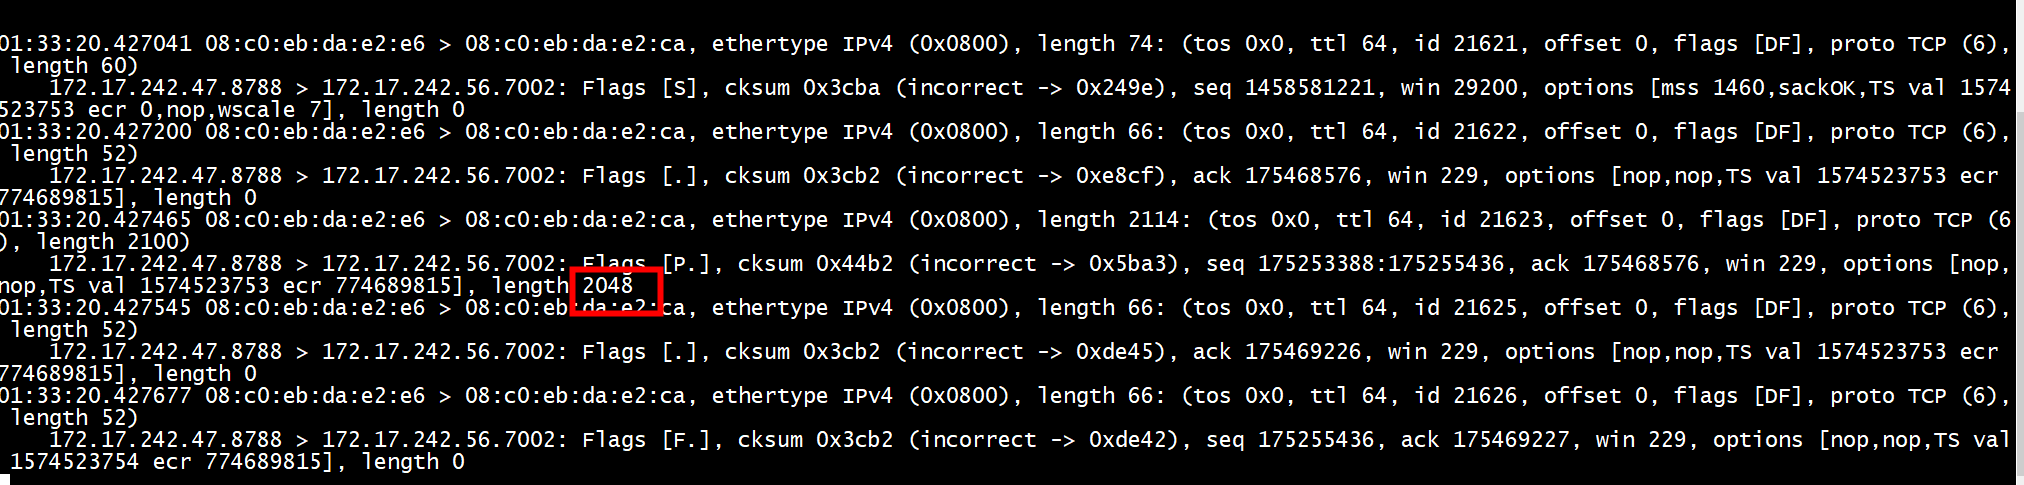 01:33:20.427041 08:c0:eb:da:e2:e6 > 08:c0:eb:da:e2:ca, ethertype IPv4 (0x0800), length 74: (tos 0x0, ttl 64, id 21621, offset 0, flags [DF], proto TCP (6),
 length 60)
    172.17.242.47.8788 > 172.17.242.56.7002: Flags [S], cksum 0x3cba (incorrect -> 0x249e), seq 1458581221, win 29200, options [mss 1460,sackOK,TS val 1574
523753 ecr 0,nop,wscale 7], length 0
01:33:20.427200 08:c0:eb:da:e2:e6 > 08:c0:eb:da:e2:ca, ethertype IPv4 (0x0800), length 66: (tos 0x0, ttl 64, id 21622, offset 0, flags [DF], proto TCP (6),
 length 52)
    172.17.242.47.8788 > 172.17.242.56.7002: Flags [.], cksum 0x3cb2 (incorrect -> 0xe8cf), ack 175468576, win 229, options [nop,nop,TS val 1574523753 ecr
774689815], length 0
01:33:20.427465 08:c0:eb:da:e2:e6 > 08:c0:eb:da:e2:ca, ethertype IPv4 (0x0800), length 2114: (tos 0x0, ttl 64, id 21623, offset 0, flags [DF], proto TCP (6
), length 2100)
    172.17.242.47.8788 > 172.17.242.56.7002: Flags [P.], cksum 0x44b2 (incorrect -> 0x5ba3), seq 175253388:175255436, ack 175468576, win 229, options [nop,
nop,TS val 1574523753 ecr 774689815], length 2048
01:33:20.427545 08:c0:eb:da:e2:e6 > 08:c0:eb:da:e2:ca, ethertype IPv4 (0x0800), length 66: (tos 0x0, ttl 64, id 21625, offset 0, flags [DF], proto TCP (6),
 length 52)
    172.17.242.47.8788 > 172.17.242.56.7002: Flags [.], cksum 0x3cb2 (incorrect -> 0xde45), ack 175469226, win 229, options [nop,nop,TS val 1574523753 ecr
774689815], length 0
01:33:20.427677 08:c0:eb:da:e2:e6 > 08:c0:eb:da:e2:ca, ethertype IPv4 (0x0800), length 66: (tos 0x0, ttl 64, id 21626, offset 0, flags [DF], proto TCP (6),
 length 52)
    172.17.242.47.8788 > 172.17.242.56.7002: Flags [F.], cksum 0x3cb2 (incorrect -> 0xde42), seq 175255436, ack 175469227, win 229, options [nop,nop,TS val
 1574523754 ecr 774689815], length 0